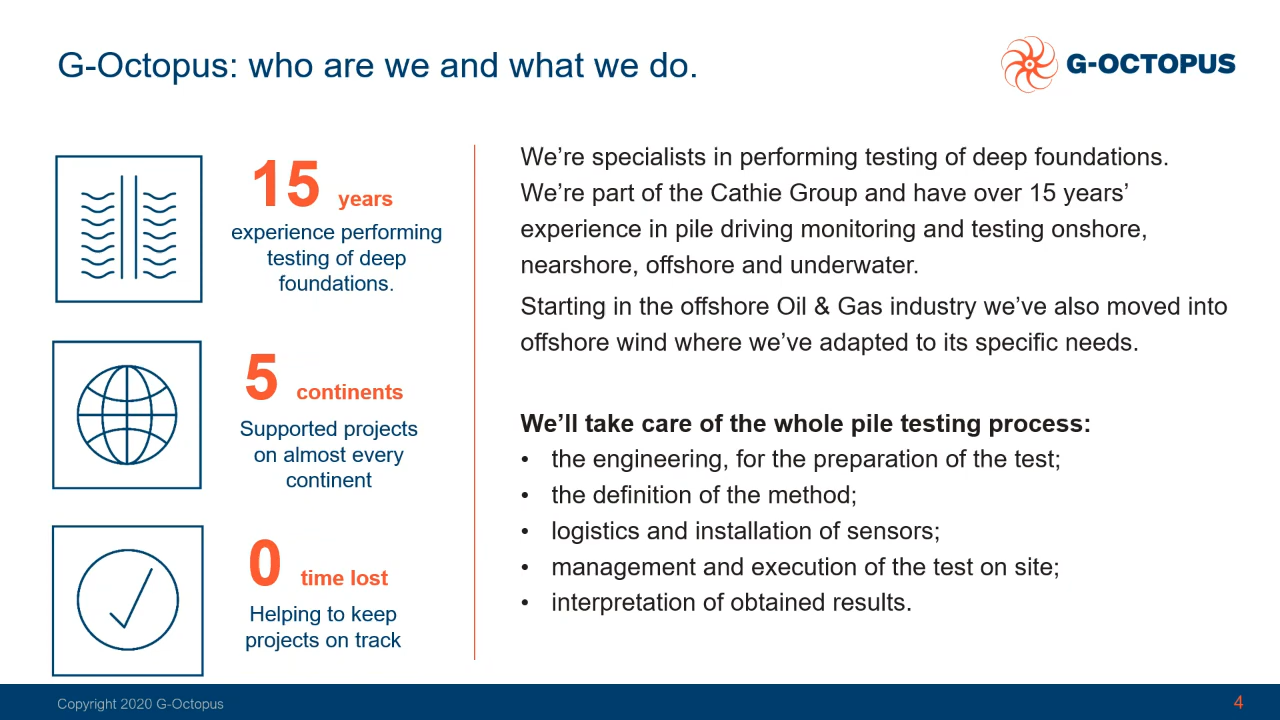 G-Octopus: who are we and what we do.
G-OCTOPUS
15 years
experience performing
testing of deep
foundations.
5 continents
Supported projects
on almost every
continent
0 time lost
Helping to keep
projects on track
We’re specialists in performing testing of deep foundations.
We’re part of the Cathie Group and have over 15 years’
experience in pile driving monitoring and testing onshore,
nearshore, offshore and underwater.
Starting in the offshore Oil & Gas industry we’ve also moved into
offshore wind where we’ve adapted to its specific needs.
We’ll take care of the whole pile testing process:
• the engineering, for the preparation of the test;
• the definition of the method;
• logistics and installation of sensors;
• management and execution of the test on site;
• interpretation of obtained results.
Copyright 2020 G-Octopus
4